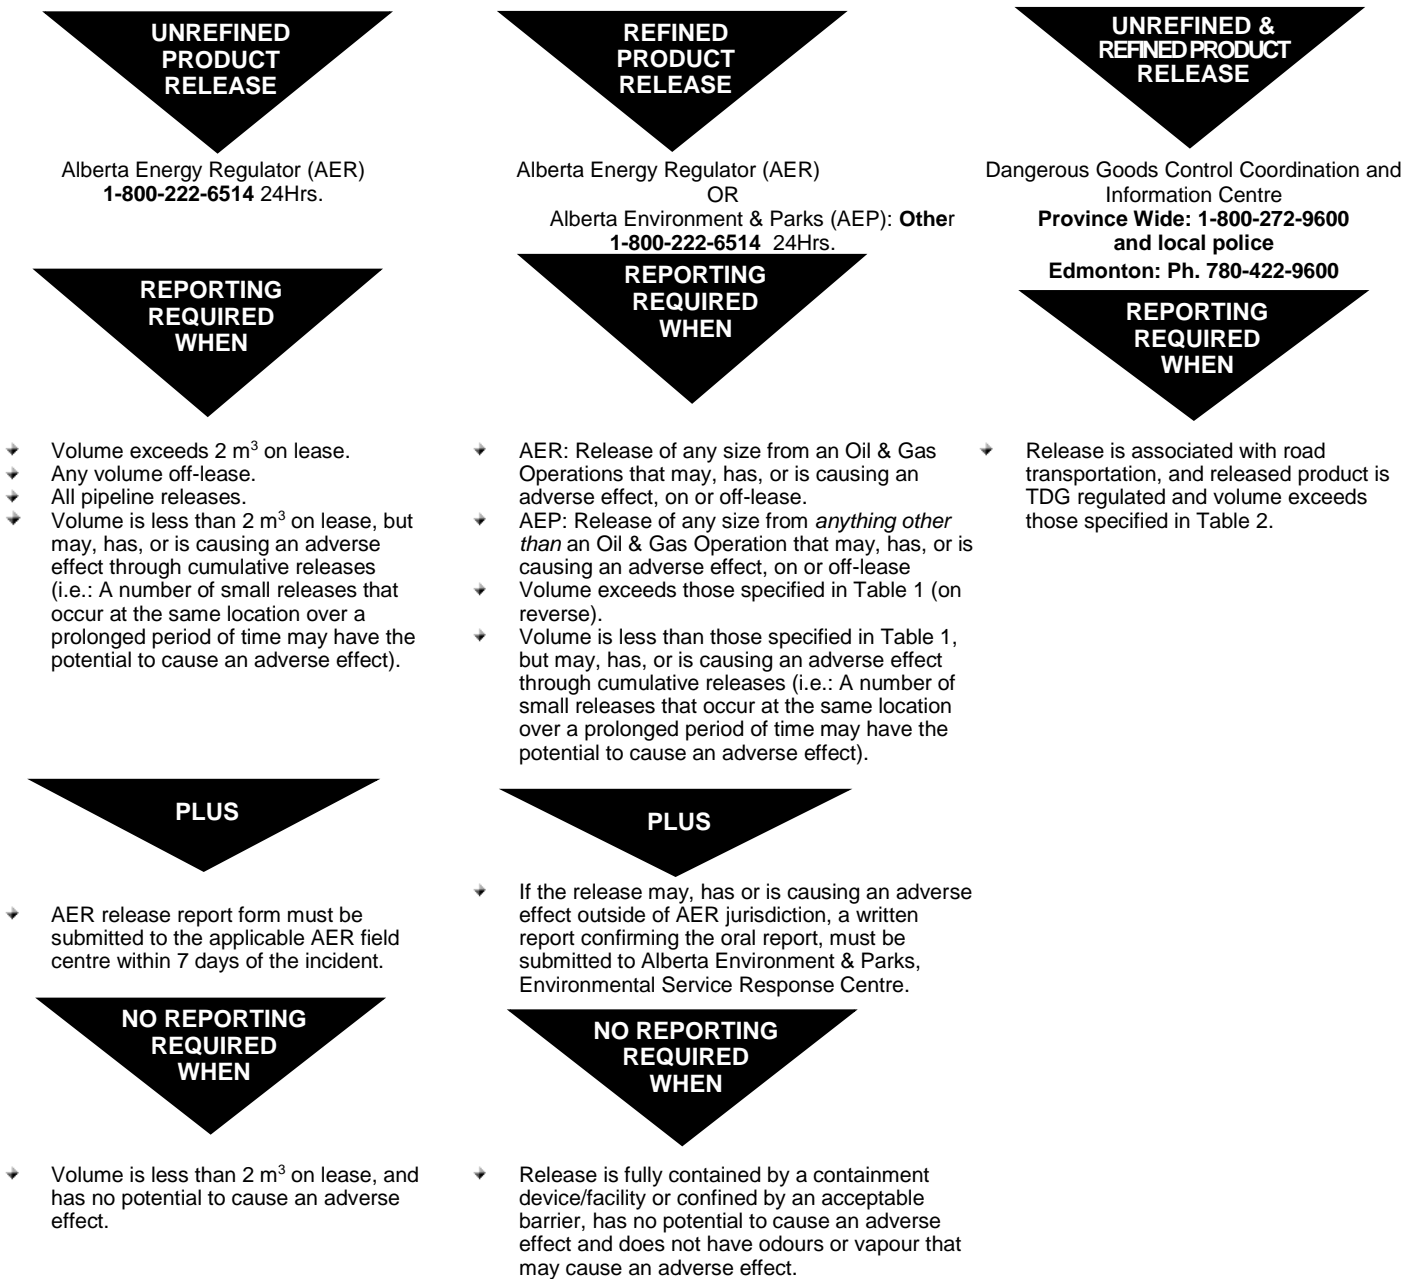 UNREFINED
PRODUCT
RELEASE
Alberta Energy Regulator (AER)
1-800-222-6514 24Hrs.
REPORTING
REQUIRED
WHEN
Volume exceeds 2 m³ on lease.
Any volume off-lease.
All pipeline releases.
Volume is less than 2 m³ on lease, but
may, has, or is causing an adverse
effect through cumulative releases
(i.e.: A number of small releases that
occur at the same location over a
prolonged period of time may have the
potential to cause an adverse effect).
PLUS
AER release report form must be
submitted to the applicable AER field
centre within 7 days of the incident.
NO REPORTING
REQUIRED
WHEN
Volume is less than 2 m³ on lease, and
has no potential to cause an adverse
effect.
REFINED
PRODUCT
RELEASE
Alberta Energy Regulator (AER)
OR
Alberta Environment & Parks (AEP): Other
1-800-222-6514 24Hrs.
REPORTING
REQUIRED
WHEN
AER: Release of any size from an Oil & Gas
Operations that may, has, or is causing an
adverse effect, on or off-lease.
AEP: Release of any size from anything other
than an Oil & Gas Operation that may, has, or is
causing an adverse effect, on or off-lease
Volume exceeds those specified in Table 1 (on
reverse).
Volume is less than those specified in Table 1,
but may, has, or is causing an adverse effect
through cumulative releases (i.e.: A number of
small releases that occur at the same location
over a prolonged period of time may have the
potential to cause an adverse effect).
PLUS
If the release may, has or is causing an adverse
effect outside of AER jurisdiction, a written
report confirming the oral report, must be
submitted to Alberta Environment & Parks,
Environmental Service Response Centre.
NO REPORTING
REQUIRED
WHEN
Release is fully contained by a containment
device/facility or confined by an acceptable
barrier, has no potential to cause an adverse
effect and does not have odours or vapour that
may cause an adverse effect.
UNREFINED &
REFINED PRODUCT
RELEASE
Dangerous Goods Control Coordination and
Information Centre
Province Wide: 1-800-272-9600
and local police
Edmonton: Ph. 780-422-9600
REPORTING
REQUIRED
WHEN
Release is associated with road
transportation, and released product is
TDG regulated and volume exceeds
those specified in Table 2.